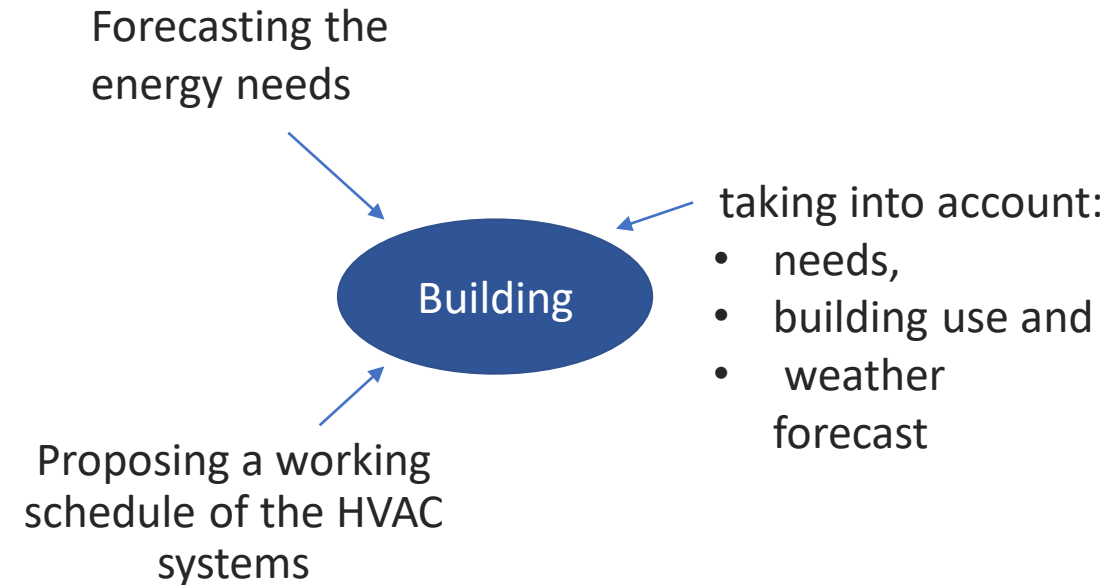 Forecasting the
energy needs
taking into account:
• needs,
• building use and
• weather
forecast
Building
Proposing a working
schedule of the HVAC
systems